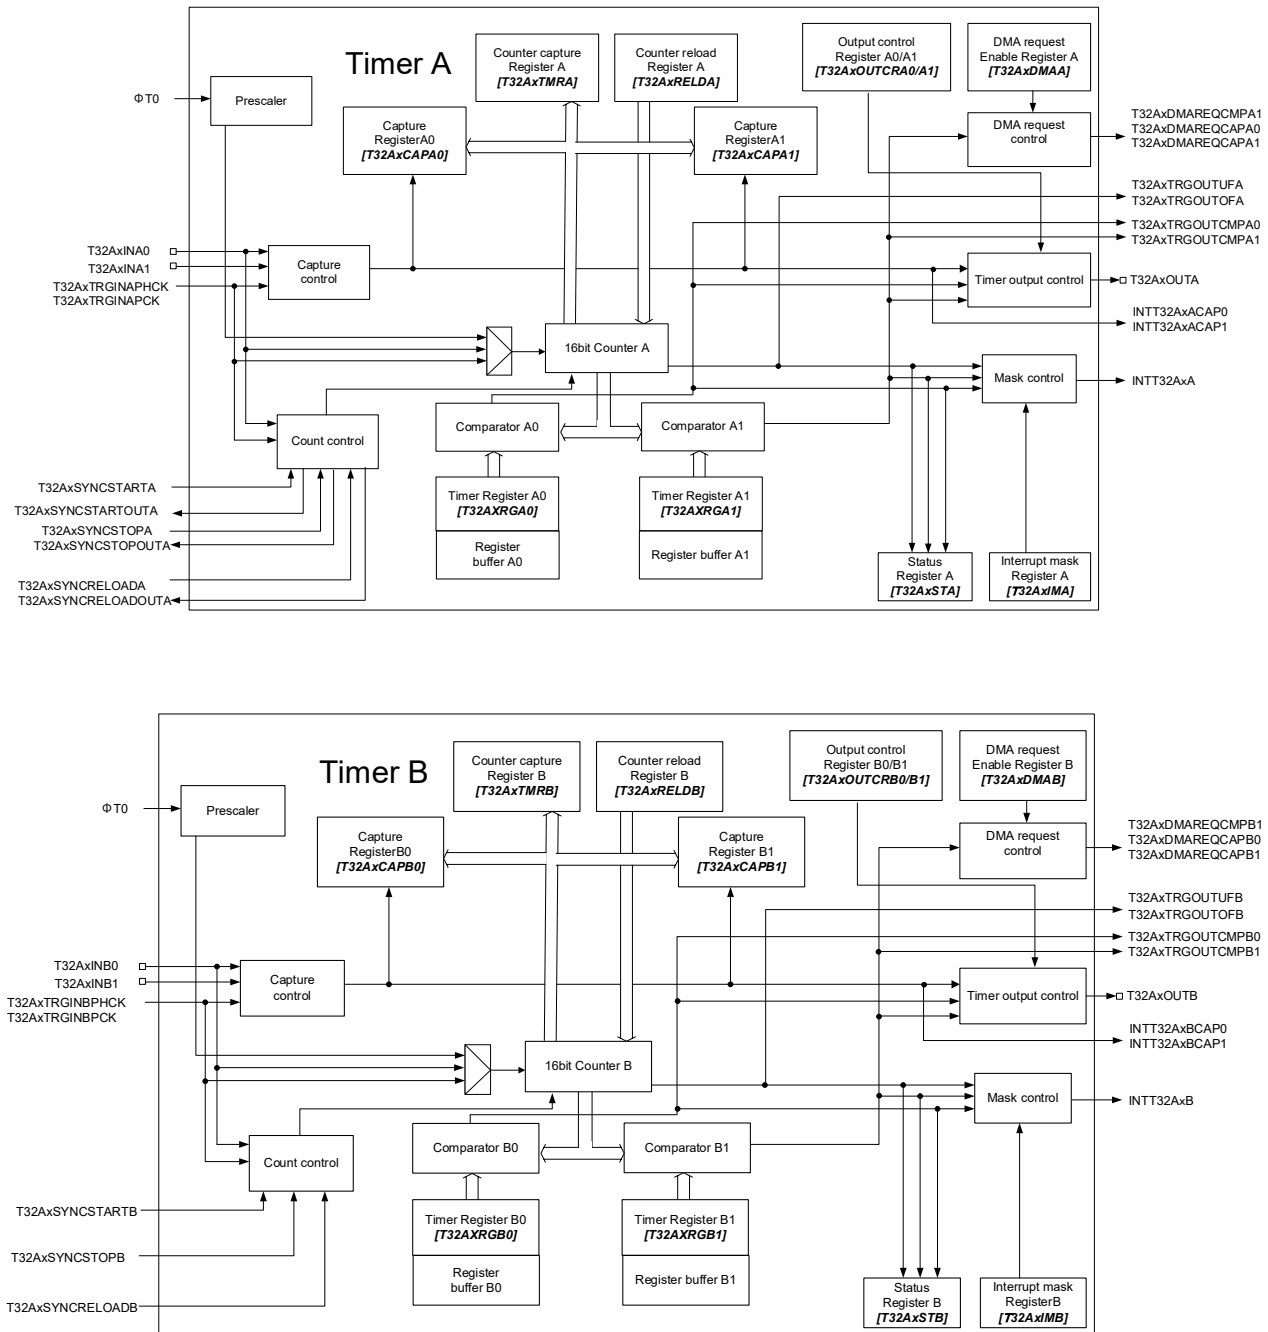 Timer A
Counter capture
Register A
[T32AxTMRA]
Counter reload
Register A
[T32AxRELDA]
Output control
Register A0/A1
[T32AxOUTCRA0/A1]
DMA request
Enable Register A
[T32AxDMAA]
ΦT0
Prescaler
Capture
RegisterA0
[T32AxCAPA0]
Capture
RegisterA1
[T32AxCAPA1]
DMA request
control
T32AxDMAREQCMPA1
T32AxDMAREQCAPA0
T32AxDMAREQCAPA1
T32AxTRGOUTUFA
T32AxTRGOUTOFA
T32AxTRGOUTCMPA0
T32AxTRGOUTCMPA1
T32AxINA0
T32AxINA1
T32AxTRGINAPHCK
T32AxTRGINAPCK
Capture
control
Timer output control
T32AxOUTA
INTT32AxACAP0
INTT32AxACAP1
16bit Counter A
Mask control
INTT32AxA
Count control
Comparator A0
Comparator A1
T32AxSYNCSTARTA
T32AxSYNCSTARTOUTA
T32AxSYNCSTOPA
T32AxSYNCSTOPOUTA
T32AxSYNCRELOADA
T32AxSYNCRELOADOUTA
Timer Register A0
[T32AXRGA0]
Register
buffer A0
Timer Register A1
[T32AXRGA1]
Register buffer A1
Status
Register A
[T32AxSTA]
Interrupt mask
Register A
[T32AxIMA]
Timer B
Counter capture
Register B
[T32AxTMRB]
Counter reload
Register B
[T32AxRELDB]
Output control
Register B0/B1
[T32AxOUTCRB0/B1]
DMA request
Enable Register B
[T32AxDMAB]
ΦT0
Prescaler
Capture
RegisterB0
[T32AxCAPB0]
Capture
Register B1
[T32AxCAPB1]
DMA request
control
T32AxDMAREQCMPB1
T32AxDMAREQCAPB0
T32AxDMAREQCAPB1
T32AxTRGOUTUFB
T32AxTRGOUTOFB
T32AxTRGOUTCMPB0
T32AxTRGOUTCMPB1
T32AxINB0
T32AxINB1
T32AxTRGINBPHCK
T32AxTRGINBPCK
Capture
control
Timer output control
T32AxOUTB
INTT32AxBCAP0
INTT32AxBCAP1
16bit Counter B
Mask control
INTT32AxB
Count control
Comparator B0
Comparator B1
T32AxSYNCSTARTB
T32AxSYNCSTOPB
T32AxSYNCRELOADB
Timer Register B0
[T32AXRGB0]
Register
buffer B0
Timer Register B1
[T32AXRGB1]
Register buffer B1
Status
Register B
[T32AxSTB]
Interrupt mask
RegisterB
[T32AxIMB]